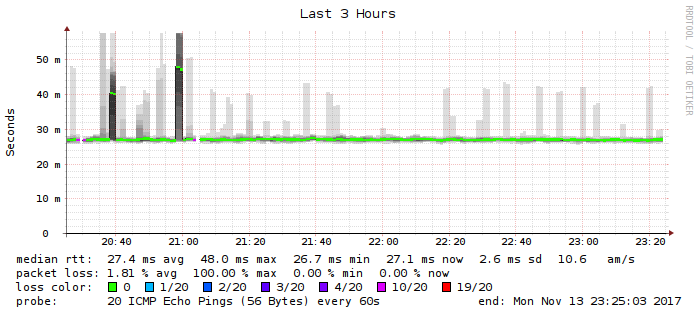 Last 3 Hours
RRDTOOL / TOBI OETIKER
Seconds
50 m
40 m
30 m
20 m
10 m
0
20:40 21:00 21:20 21:40 22:00 22:20 22:40 23:00 23:20
median rtt: 27.4 ms avg 48.0 ms max 26.7 ms min 27.1 ms now 2.6 ms sd 10.6 am/s
packet loss: 1.81 % avg 100.00 % max 0.00 % min 0.00 % now
loss color: 0 1/20 2/20 3/20 4/20 10/20 19/20
probe: 20 ICMP Echo Pings (56 Bytes) every 60s end: Mon Nov 13 23:25:03 2017